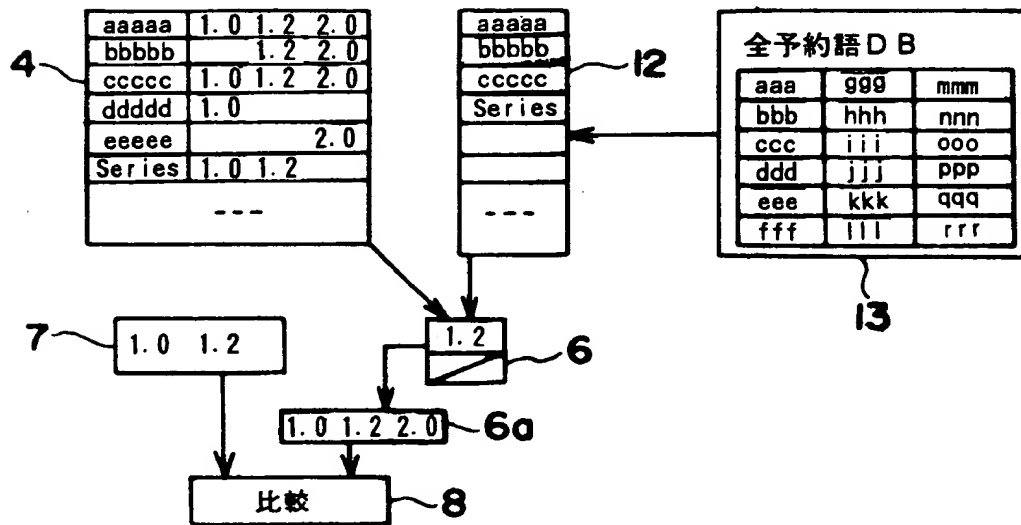 aaaaa 1.0 1.2 2.0
bbbbb 1.2 2.0
ccccc 1.0 1.2 2.0
ddddd 1.0
eeeee 2.0
Series 1.0 1.2
---
4
aaaaa
bbbbb
ccccc
Series
---
12
全予約語DB
aaa ggg mmm
bbb hhh nnn
ccc iii ooo
ddd jjj ppp
eee kkk qqq
fff lll rrr
13
7
1.0 1.2
1.2
6
1.0 1.2 2.0
6a
比較
8